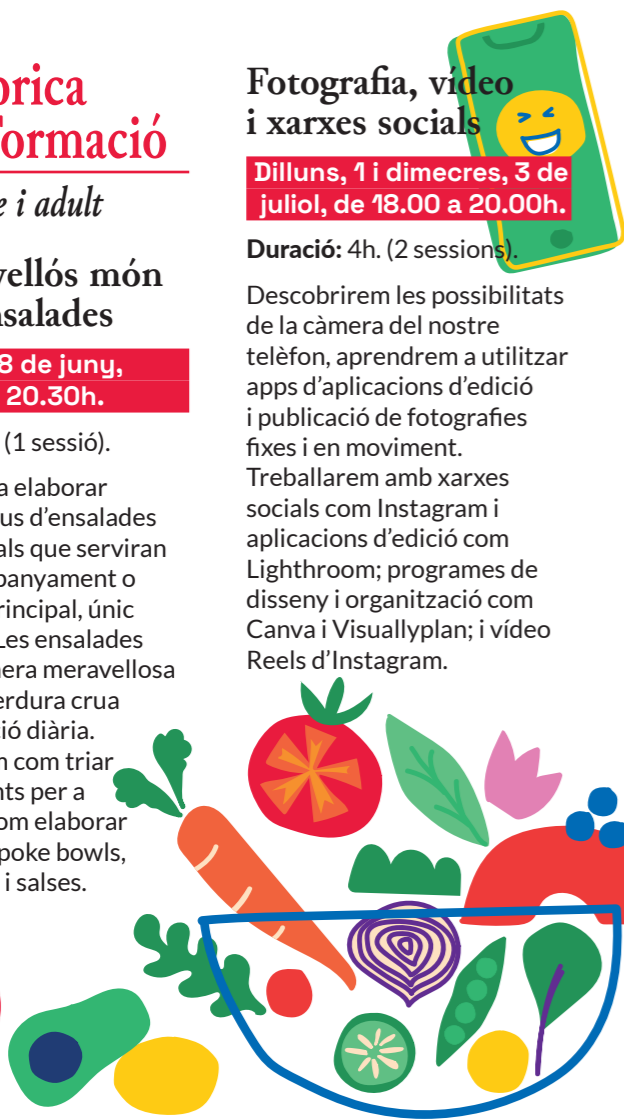 brica
Formació
e i adult
vellós món
nsalades
8 de juny,
20.30h.
(1 sessió).
a elaborar
us d’ensalades
als que serviran
panyament o
rincipal, únic
Les ensalades
nera meravellosa
erdura crua
ció diària.
m com triar
nts per a
om elaborar
poke bowls,
i salses.
Fotografia, vídeo
i xarxes socials
Dilluns, 1 i dimecres, 3 de
juliol, de 18.00 a 20.00h.
Duració: 4h. (2 sessions).
Descobrirem les possibilitats
de la càmera del nostre
telèfon, aprendrem a utilitzar
apps d’aplicacions d’edició
i publicació de fotografies
fixes i en moviment.
Treballarem amb xarxes
socials com Instagram i
aplicacions d’edició com
Lighthroom; programes de
disseny i organització com
Canva i Visuallyplan; i vídeo
Reels d’Instagram.